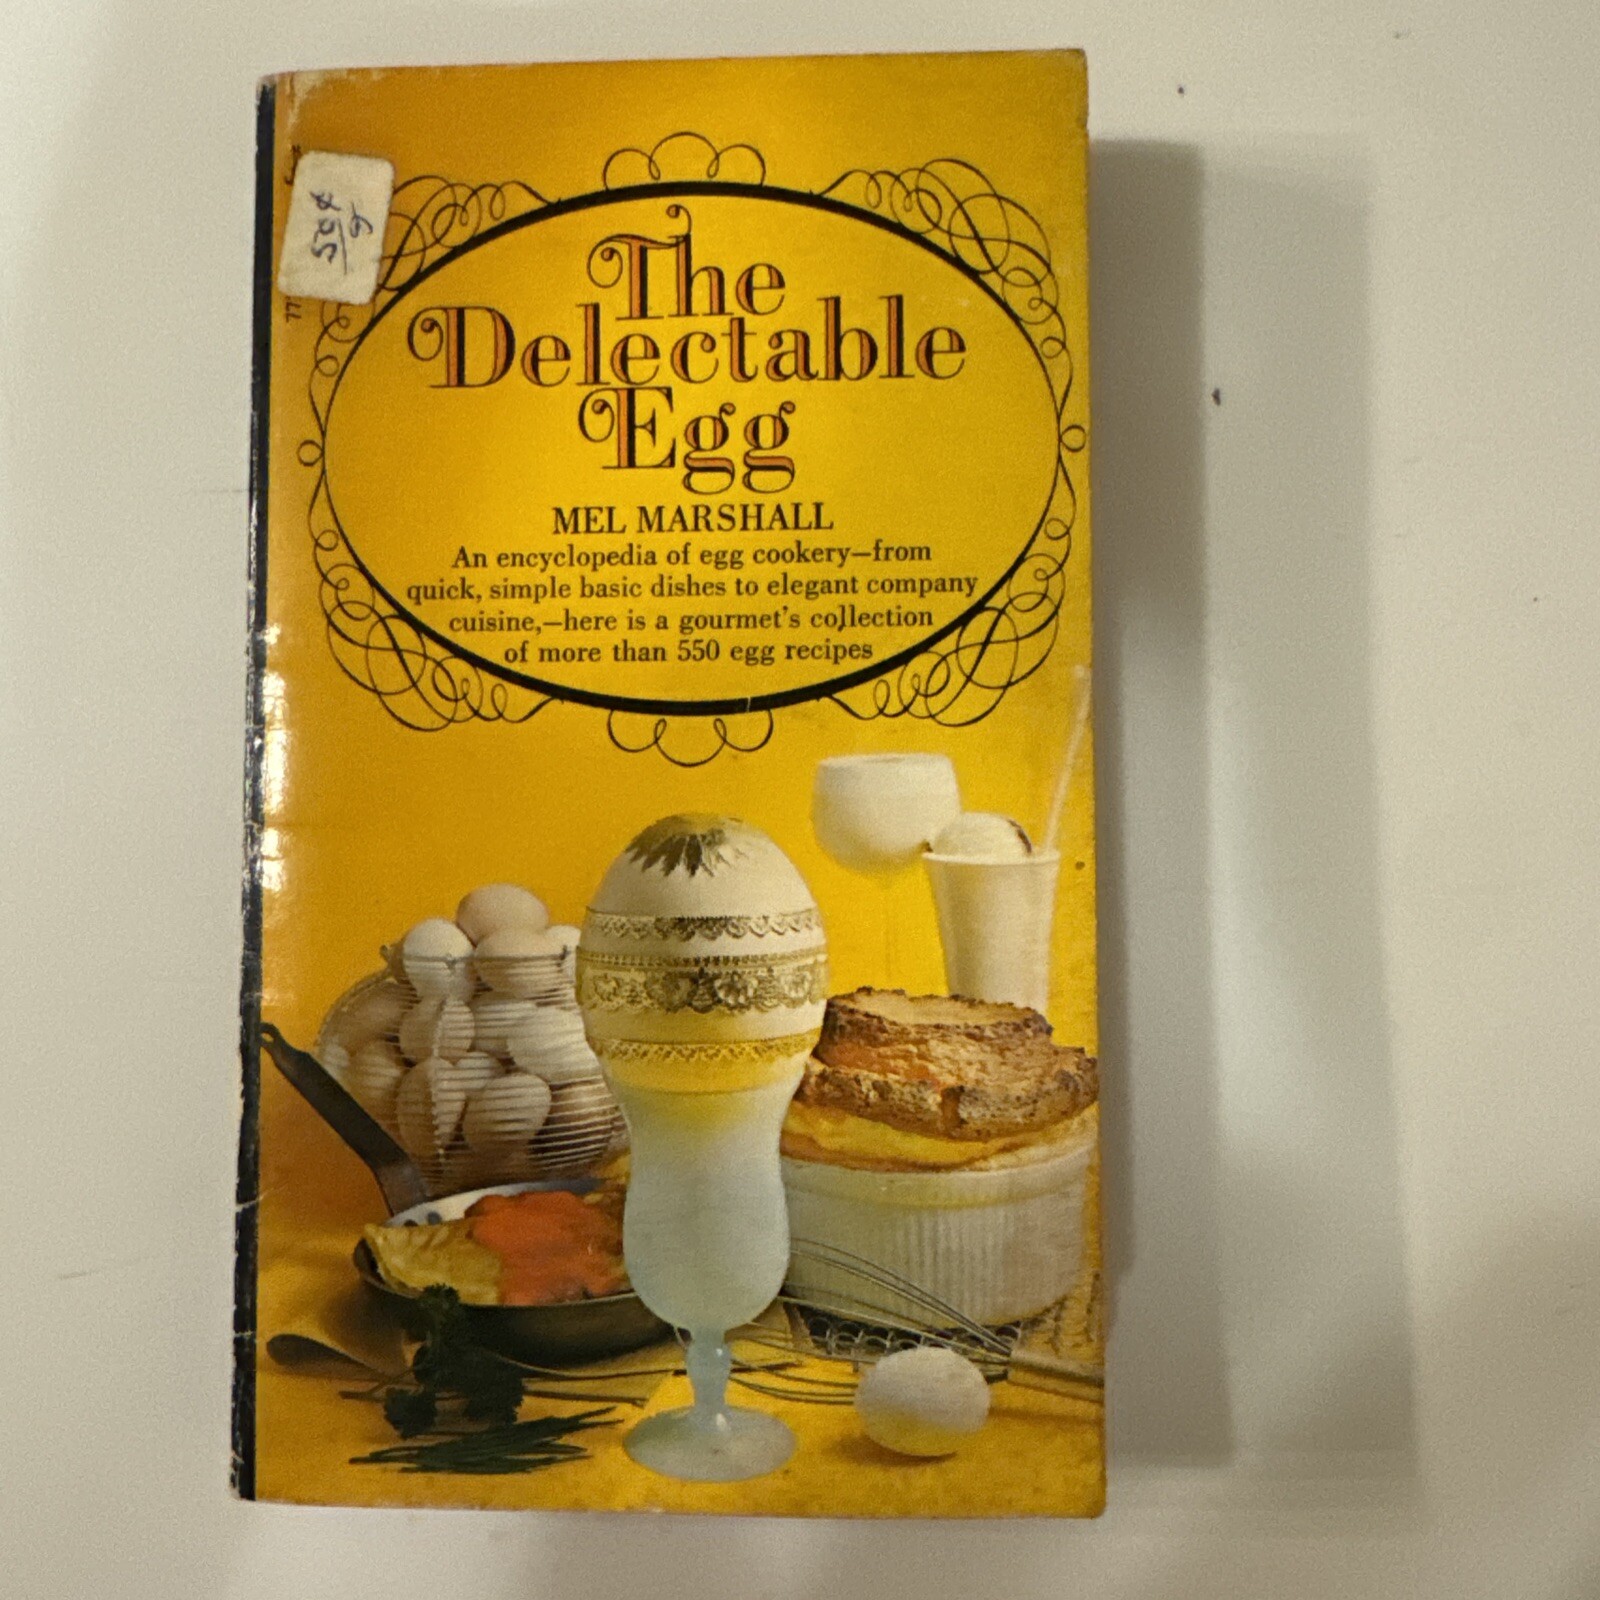 The
Delectable
Egg
MEL MARSHALL
An encyclopedia of egg cookery—from
quick, simple basic dishes to elegant company
cuisine,—here is a gourmet's collection
of more than 550 egg recipes